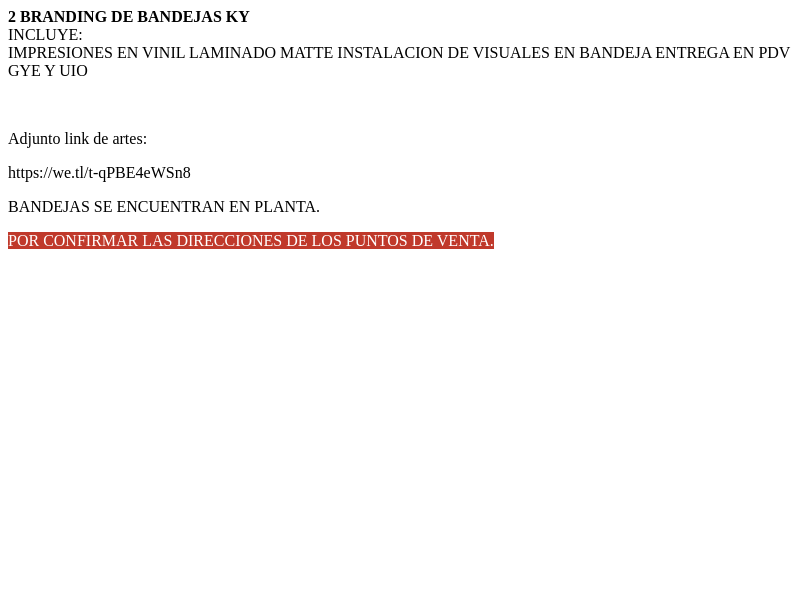 2 BRANDING DE BANDEJAS KY
INCLUYE:
IMPRESIONES EN VINIL LAMINADO MATTE INSTALACION DE VISUALES EN BANDEJA ENTREGA EN PDV
GYE Y UIO
Adjunto link de artes:
https://we.tl/t-qPBE4eWSn8
BANDEJAS SE ENCUENTRAN EN PLANTA.
POR CONFIRMAR LAS DIRECCIONES DE LOS PUNTOS DE VENTA.